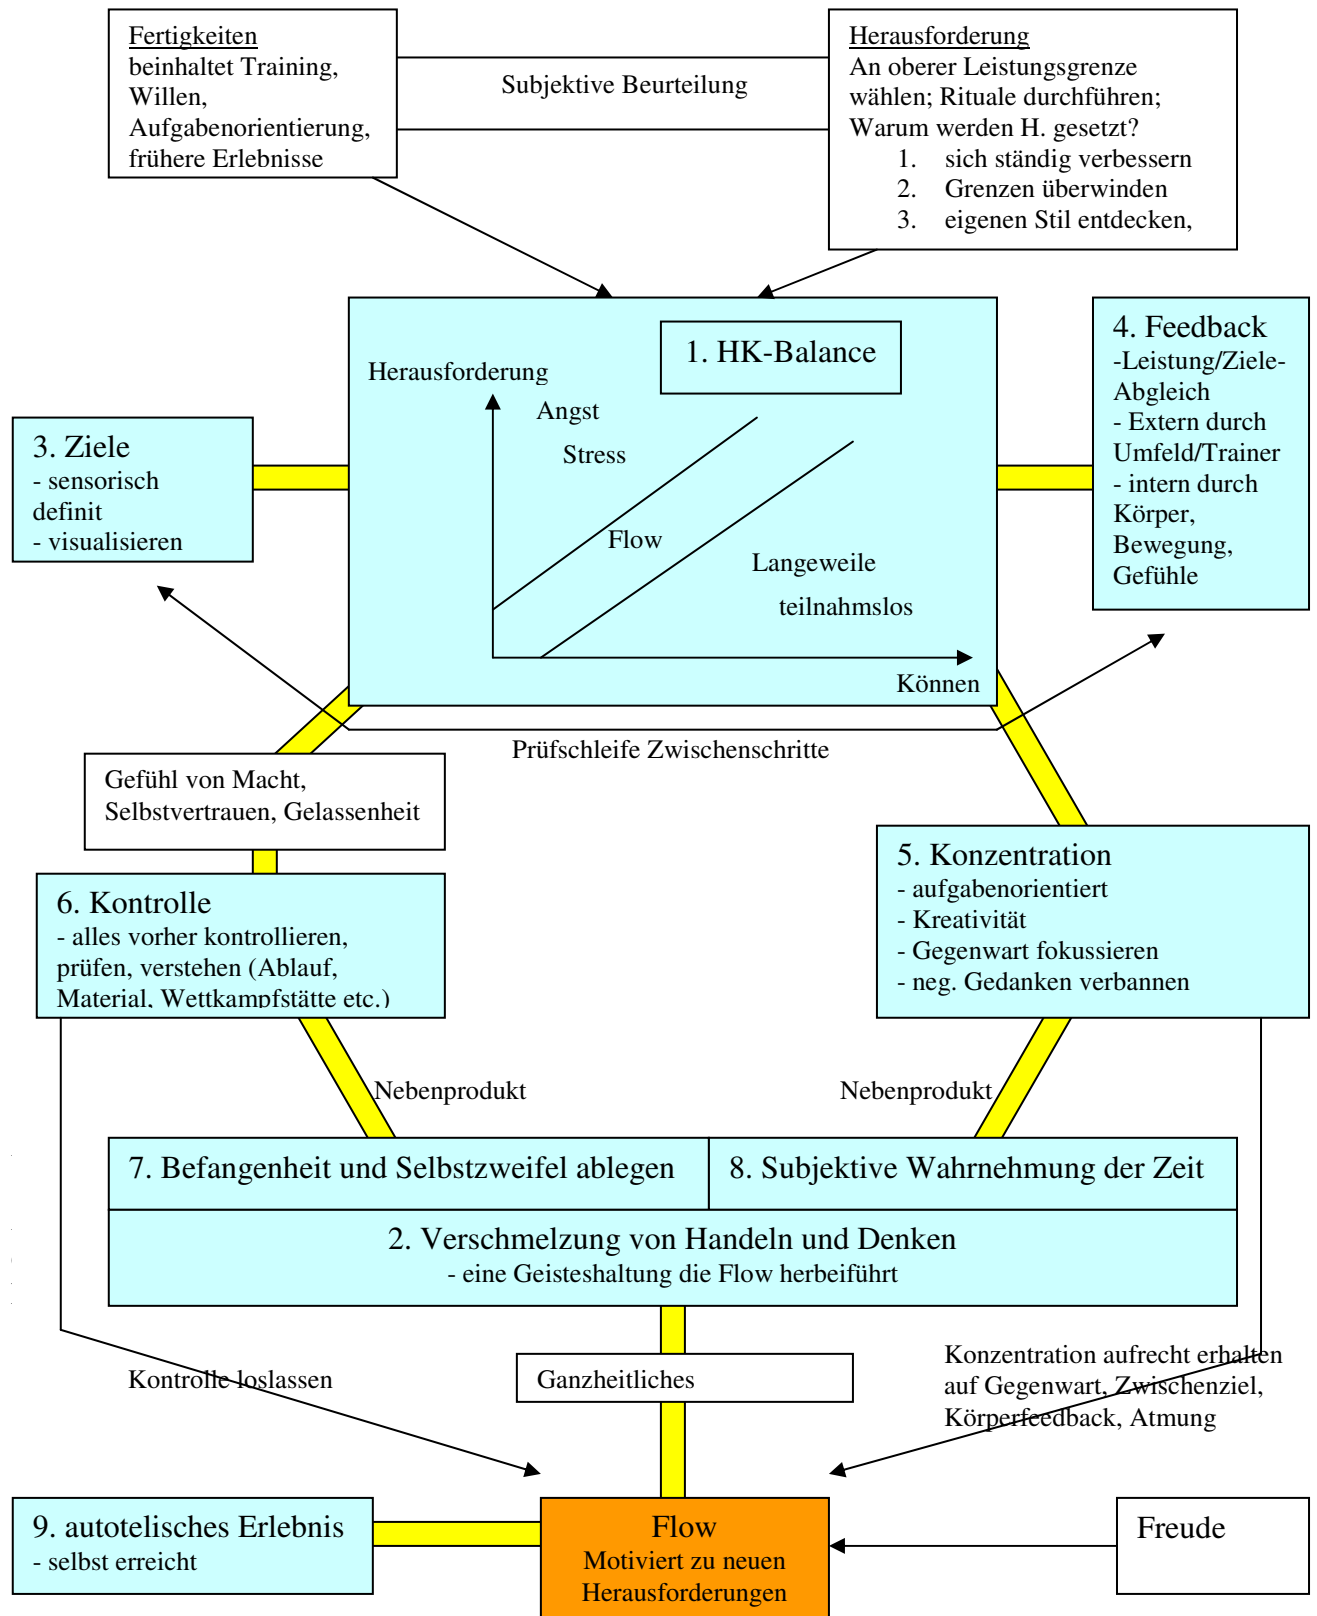 Fertigkeiten
beinhaltet Training,
Willen,
Aufgabenorientierung,
frühere Erlebnisse
Subjektive Beurteilung
Herausforderung
An oberer Leistungsgrenze
wählen; Rituale durchführen;
Warum werden H. gesetzt?
1. sich ständig verbessern
2. Grenzen überwinden
3. eigenen Stil entdecken,
1. HK-Balance
Herausforderung
Angst
Stress
Flow
Langeweile
teilnahmslos
Können
3. Ziele
- sensorisch
definit
- visualisieren
4. Feedback
-Leistung/Ziele-
Abgleich
- Extern durch
Umfeld/Trainer
- intern durch
Körper,
Bewegung,
Gefühle
Prüfschleife Zwischenschritte
Gefühl von Macht,
Selbstvertrauen, Gelassenheit
6. Kontrolle
- alles vorher kontrollieren,
prüfen, verstehen (Ablauf,
Material, Wettkampfstätte etc.)
5. Konzentration
- aufgabenorientiert
- Kreativität
- Gegenwart fokussieren
- neg. Gedanken verbannen
Nebenprodukt
Nebenprodukt
7. Befangenheit und Selbstzweifel ablegen
8. Subjektive Wahrnehmung der Zeit
2. Verschmelzung von Handeln und Denken
- eine Geisteshaltung die Flow herbeiführt
Kontrolle loslassen
Ganzheitliches
Konzentration aufrecht erhalten
auf Gegenwart, Zwischenziel,
Körperfeedback, Atmung
9. autotelisches Erlebnis
- selbst erreicht
Flow
Motiviert zu neuen
Herausforderungen
Freude